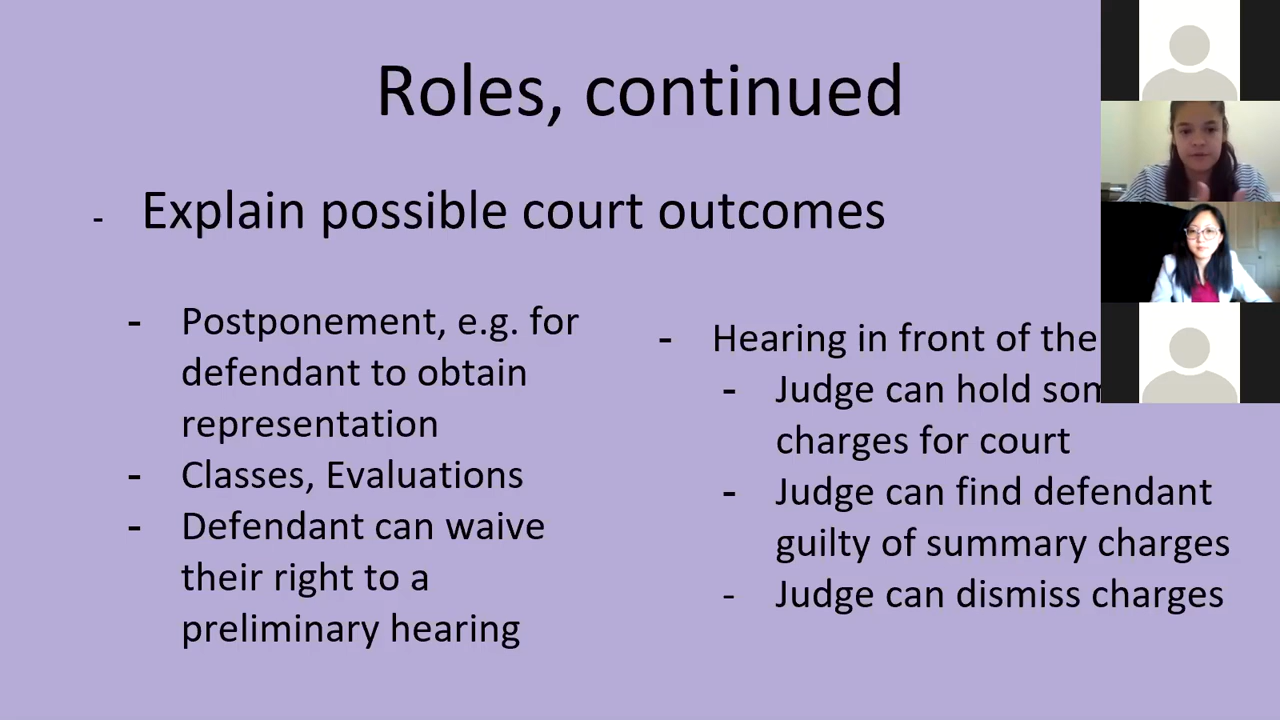 Roles, continued
- Explain possible court outcomes
- Postponement, e.g. for
defendant to obtain
representation
- Classes, Evaluations
- Defendant can waive
their right to a
preliminary hearing
- Hearing in front of the
- Judge can hold
charges for court
- Judge can find defendant
guilty of summary charges
- Judge can dismiss charges